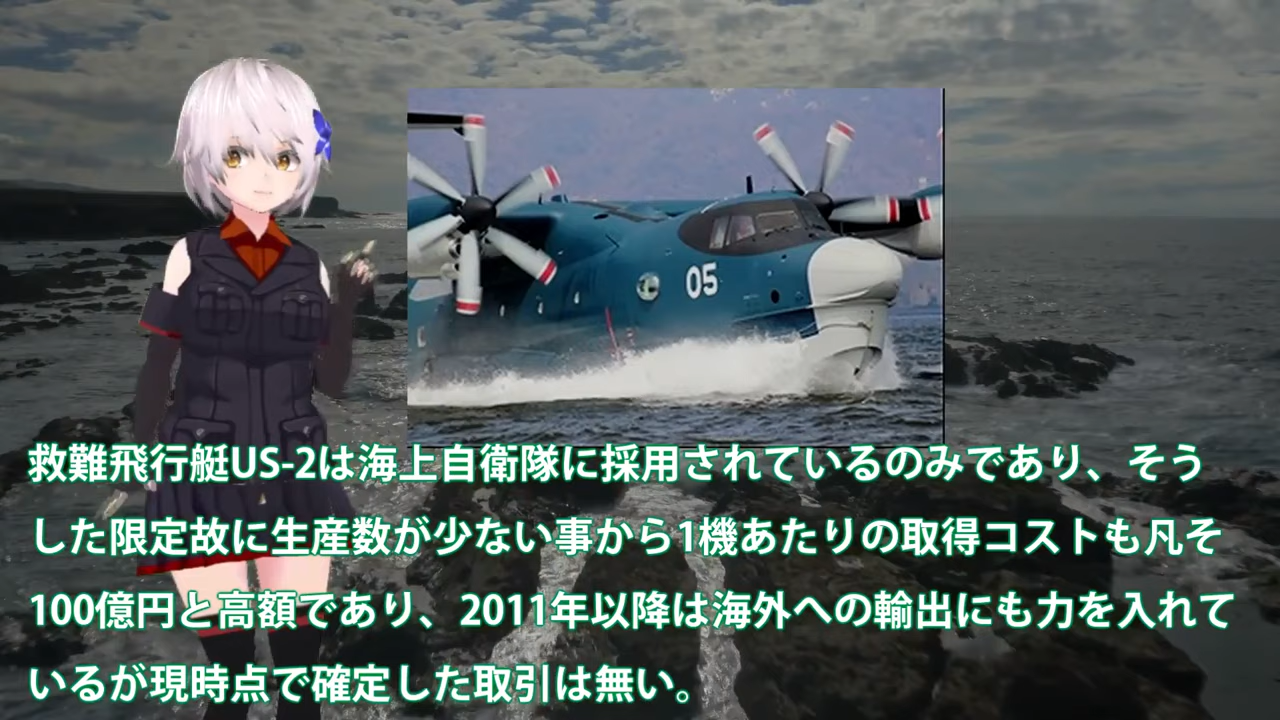 05
救難飛行艇US-2は海上自衛隊に採用されているのみであり、そう
した限定故に生産数が少ない事から1機あたりの取得コストも凡そ
100億円と高額であり、2011年以降は海外への輸出にも力を入れて
いるが現時点で確定した取引は無い。